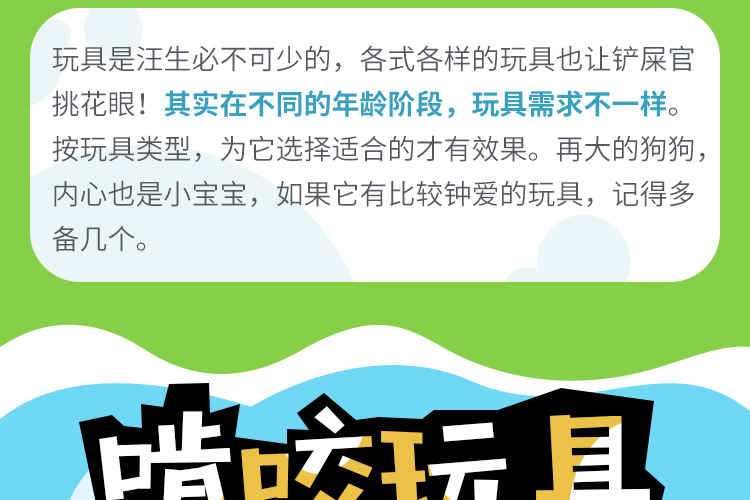 玩具是汪生必不可少的，各式各样的玩具也让铲屎官
挑花眼！其实在不同的年龄阶段，玩具需求不一样。
按玩具类型，为它选择适合的才有效果。再大的狗狗，
内心也是小宝宝，如果它有比较钟爱的玩具，记得多
备几个。
啃咬玩具